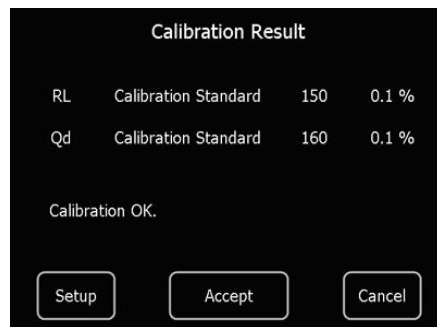 Calibration Result
RL Calibration Standard 150 0.1 %
Qd Calibration Standard 160 0.1 %
Calibration OK.
Setup Accept Cancel